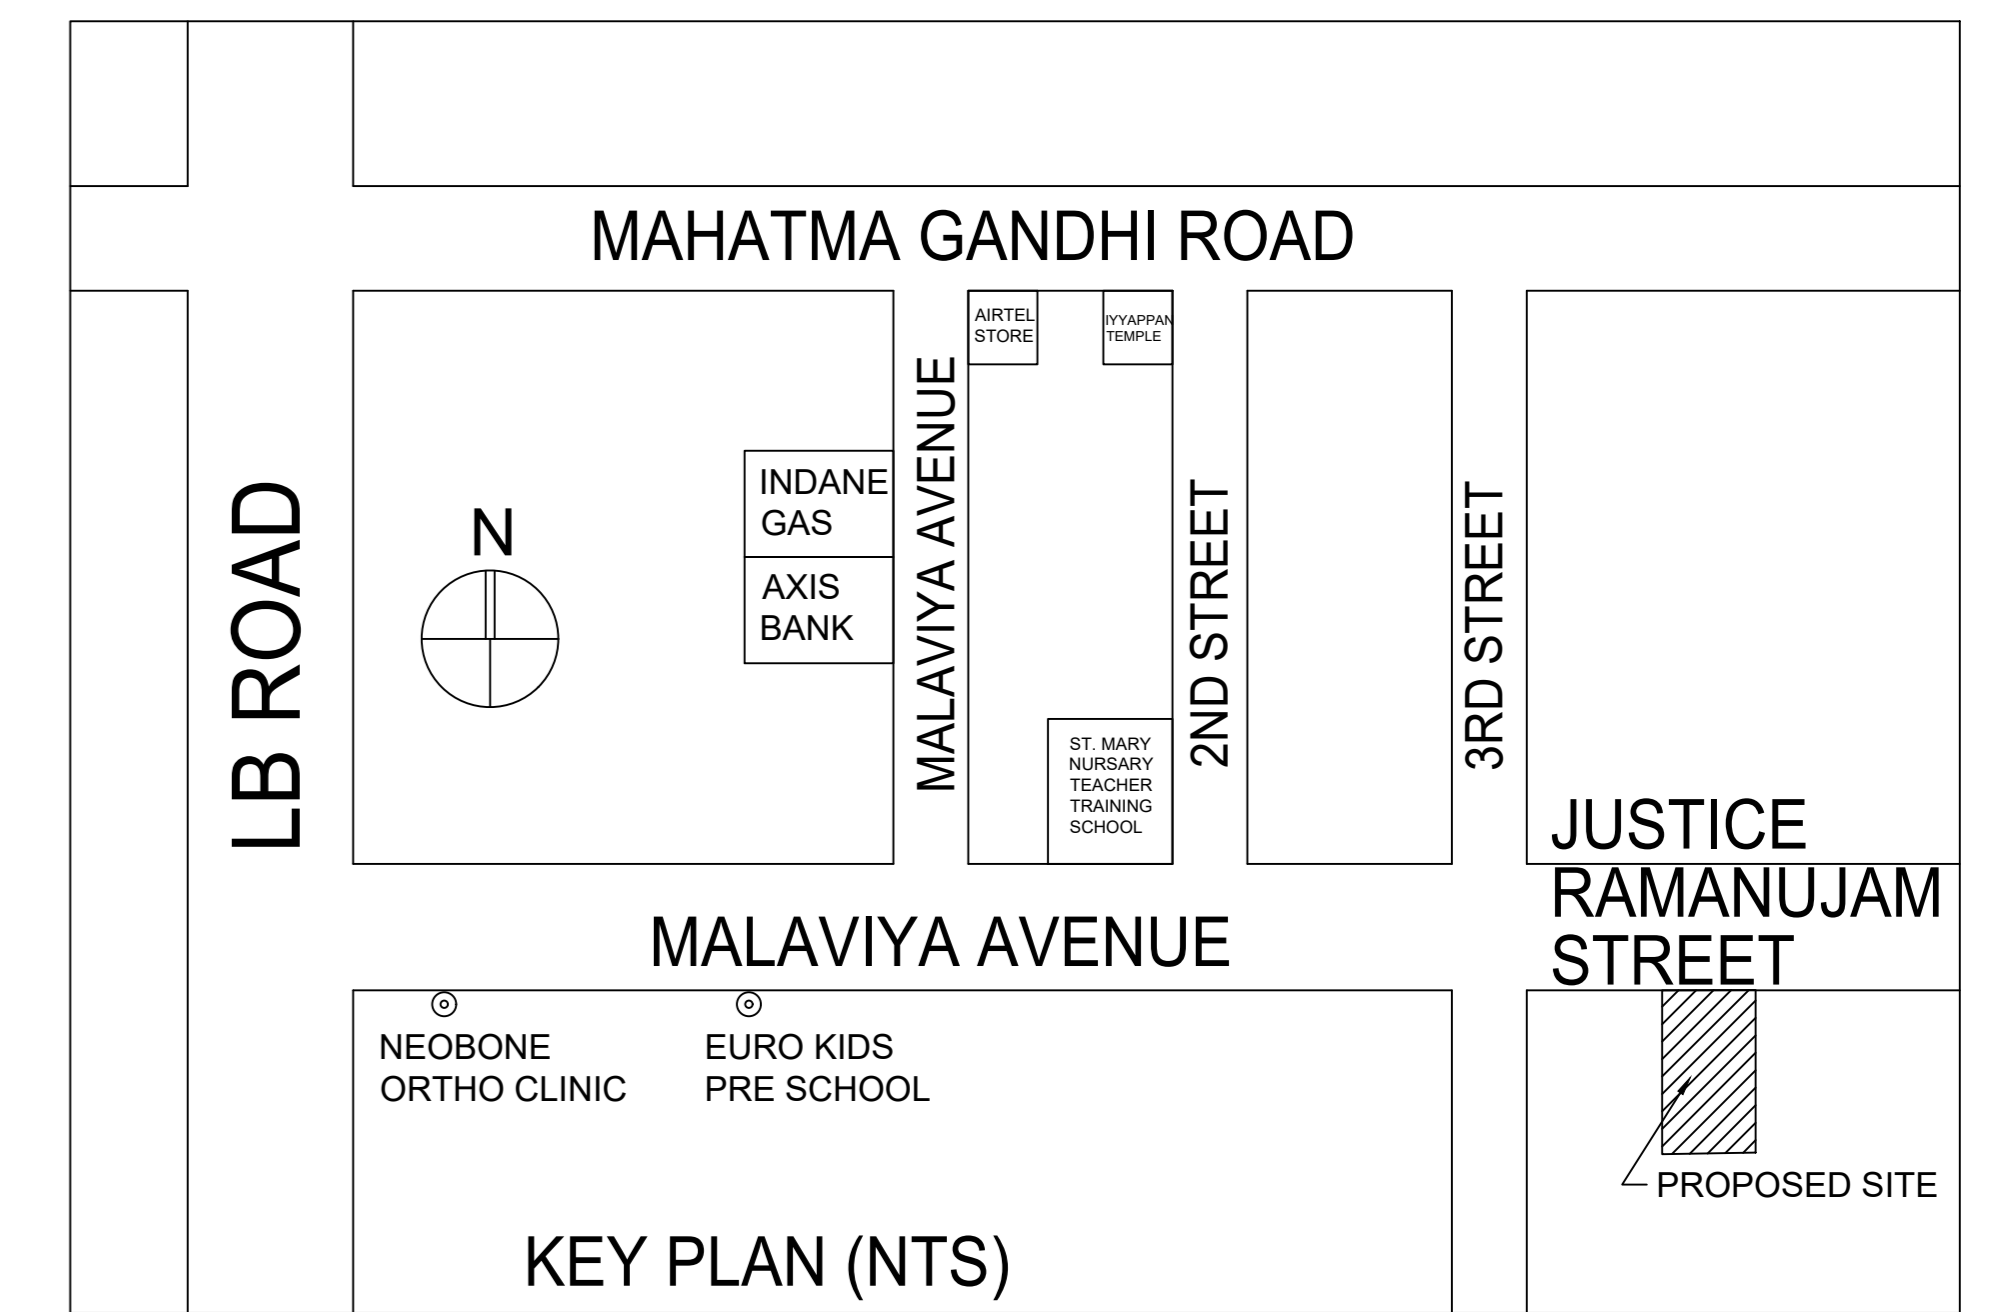 MAHATMA GANDHI ROAD
AIRTEL
STORE
IYYAPPAN
TEMPLE
LB ROAD
N
INDANE
GAS
AXIS
BANK
MALAVIYA AVENUE
2ND STREET
3RD STREET
ST. MARY
NURSARY
TEACHER
TRAINING
SCHOOL
JUSTICE
RAMANUJAM
STREET
MALAVIYA AVENUE
NEOBONE
ORTHO CLINIC
EURO KIDS
PRE SCHOOL
PROPOSED SITE
KEY PLAN (NTS)